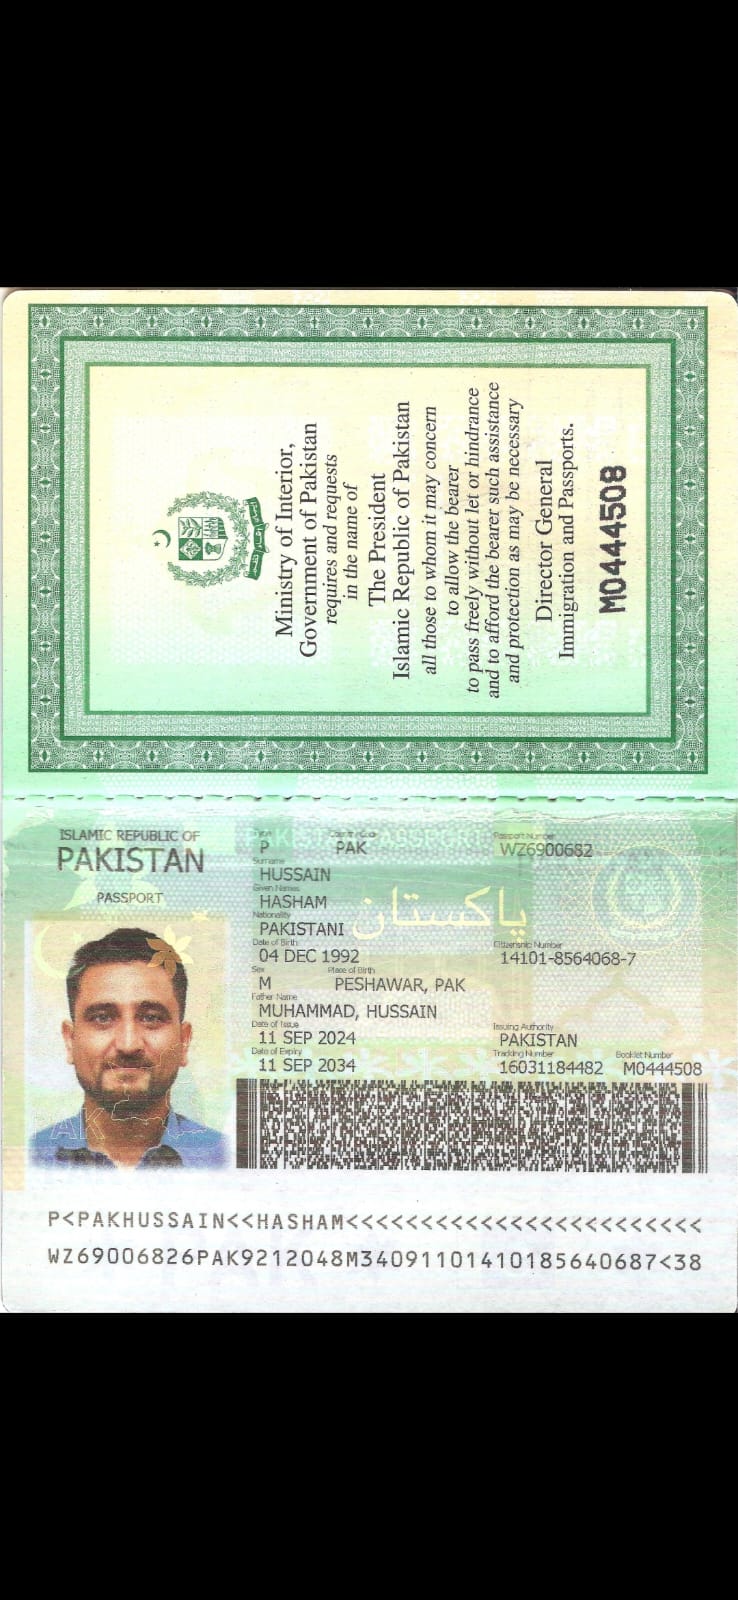 Ministry of Interior,
Government of Pakistan
requires and requests
in the name of
The President
Islamic Republic of Pakistan
all those to whom it may concern
to allow the bearer
to pass freely without let or hindrance
and to afford the bearer such assistance
and protection as may be necessary
Director General
Immigration and Passports.
M0444508
ISLAMIC REPUBLIC OF
PAKISTAN
PASSPORT
Type Country Code Passport Number
P PAK WZ6900682
Surname
HUSSAIN
Given Names
HASHAM
Nationality
PAKISTANI
پاکستان
Date of Birth Citizenship Number
04 DEC 1992 14101-8564068-7
Sex Place of Birth
M PESHAWAR, PAK
Father Name
MUHAMMAD, HUSSAIN
Date of Issue Issuing Authority
11 SEP 2024 PAKISTAN
Date of Expiry Tracking Number Booklet Number
11 SEP 2034 16031184482 M0444508
P<PAKHUSSAIN<<HASHAM<<<<<<<<<<<<<<<<<<<<<<<<
WZ69006826PAK9212048M34091101410185640687<38